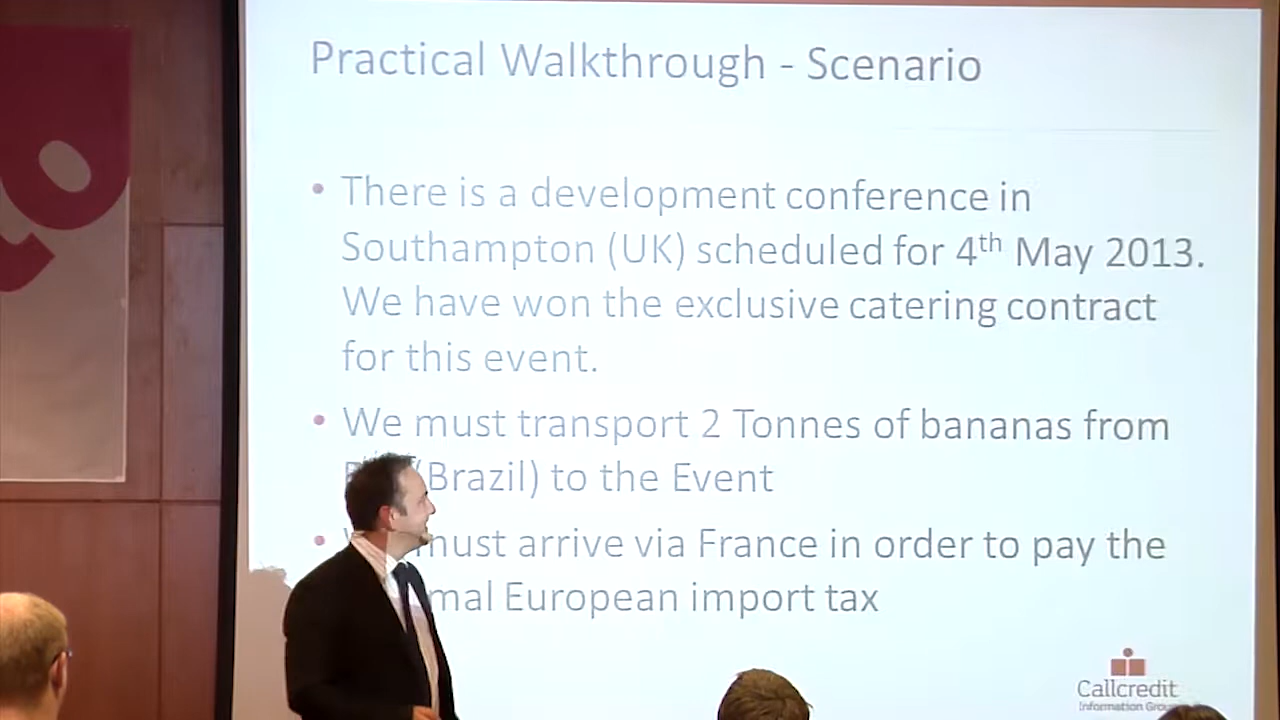 Practical Walkthrough - Scenario
• There is a development conference in
Southampton (UK) scheduled for 4th May 2013.
We have won the exclusive catering contract
for this event.
• We must transport 2 Tonnes of bananas from
(Brazil) to the Event
• must arrive via France in order to pay the
European import tax
Callcredit
Information Group